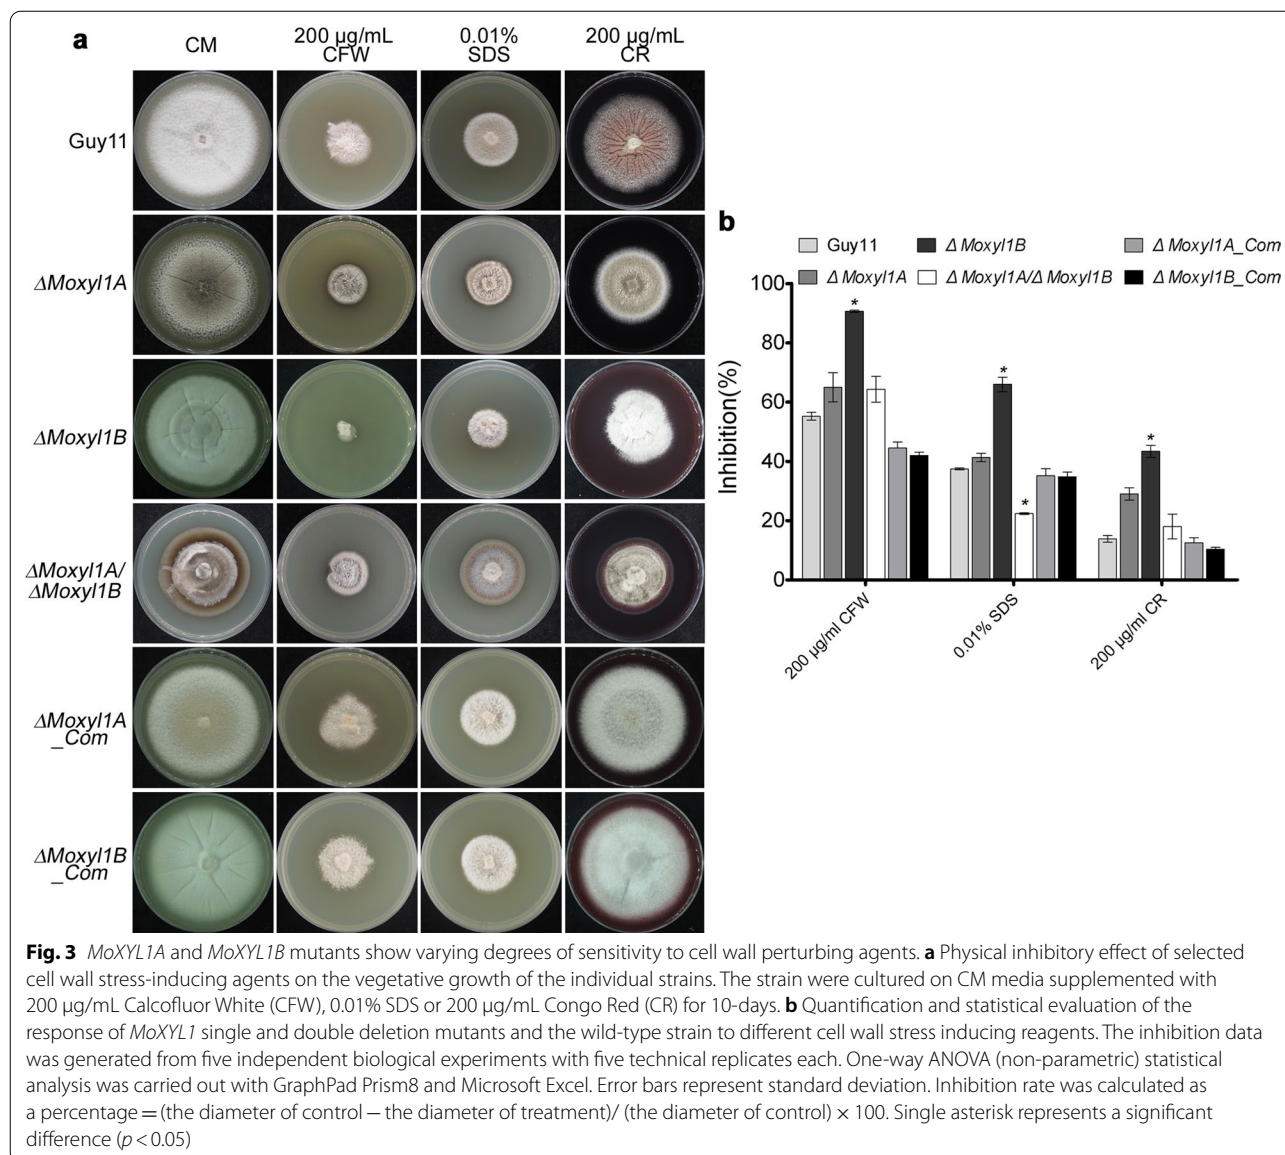 a
CM
200 µg/mL
CFW
0.01%
SDS
200 µg/mL
CR
Guy11
ΔMoxyl1A
ΔMoxyl1B
ΔMoxyl1A/
ΔMoxyl1B
ΔMoxyl1A
_Com
ΔMoxyl1B
_Com
b
Guy11
Δ Moxyl1B
Δ Moxyl1A_Com
Δ Moxyl1A
Δ Moxyl1A/Δ Moxyl1B
Δ Moxyl1B_Com
Inhibition(%)
100
80
60
40
20
0
*
*
*
*
200 µg/ml CFW
0.01% SDS
200 µg/ml CR
Fig. 3 MoXYL1A and MoXYL1B mutants show varying degrees of sensitivity to cell wall perturbing agents. a Physical inhibitory effect of selected
cell wall stress-inducing agents on the vegetative growth of the individual strains. The strain were cultured on CM media supplemented with
200 µg/mL Calcofluor White (CFW), 0.01% SDS or 200 µg/mL Congo Red (CR) for 10-days. b Quantification and statistical evaluation of the
response of MoXYL1 single and double deletion mutants and the wild-type strain to different cell wall stress inducing reagents. The inhibition data
was generated from five independent biological experiments with five technical replicates each. One-way ANOVA (non-parametric) statistical
analysis was carried out with GraphPad Prism8 and Microsoft Excel. Error bars represent standard deviation. Inhibition rate was calculated as
a percentage = (the diameter of control – the diameter of treatment)/ (the diameter of control) × 100. Single asterisk represents a significant
difference (p < 0.05)